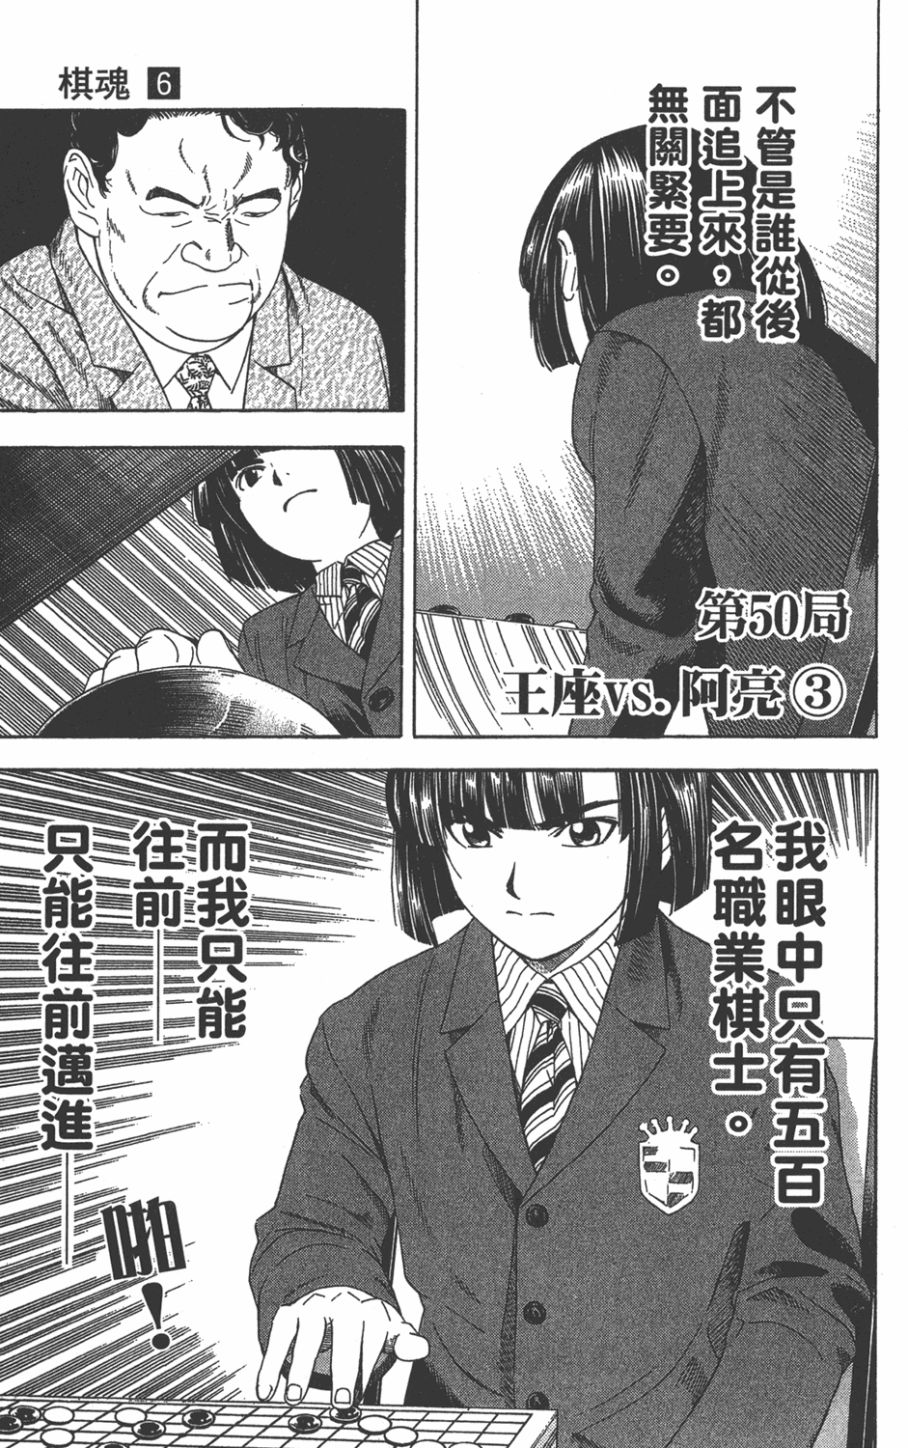 棋魂 6
不管是誰從後
面追上來，都
無關緊要。
第50局
王座vs.阿亮③
我眼中只有五百
名職業棋士。
而我只能
往前——
只能往前邁進——
啪！